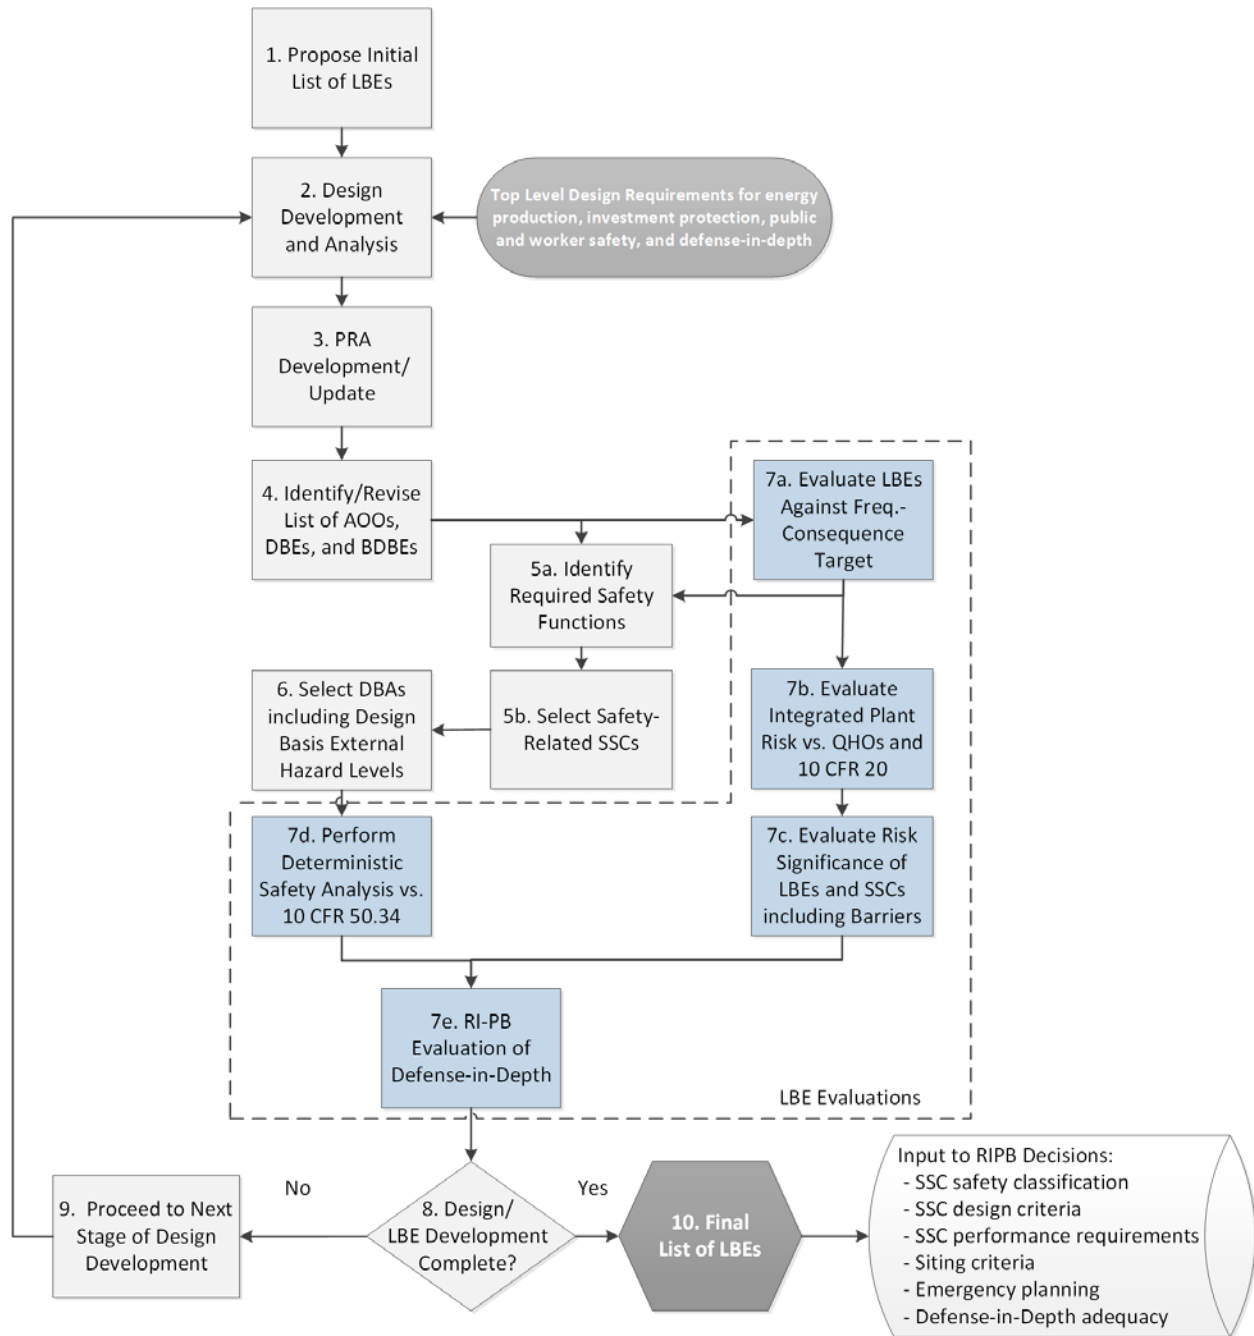 1. Propose Initial
List of LBEs
2. Design
Development
and Analysis
Top Level Design Requirements for energy
production, investment protection, public
and worker safety, and defense-in-depth
3. PRA
Development/
Update
4. Identify/Revise
List of AOOs,
DBEs, and BDBEs
7a. Evaluate LBEs
Against Freq.-
Consequence
Target
5a. Identify
Required Safety
Functions
6. Select DBAs
including Design
Basis External
Hazard Levels
5b. Select Safety-
Related SSCs
7b. Evaluate
Integrated Plant
Risk vs. QHOs and
10 CFR 20
7d. Perform
Deterministic
Safety Analysis vs.
10 CFR 50.34
7c. Evaluate Risk
Significance of
LBEs and SSCs
including Barriers
7e. RI-PB
Evaluation of
Defense-in-Depth
LBE Evaluations
9. Proceed to Next
Stage of Design
Development
No
8. Design/
LBE Development
Complete?
Yes
10. Final
List of LBEs
Input to RIPB Decisions:
- SSC safety classification
- SSC design criteria
- SSC performance requirements
- Siting criteria
- Emergency planning
- Defense-in-Depth adequacy